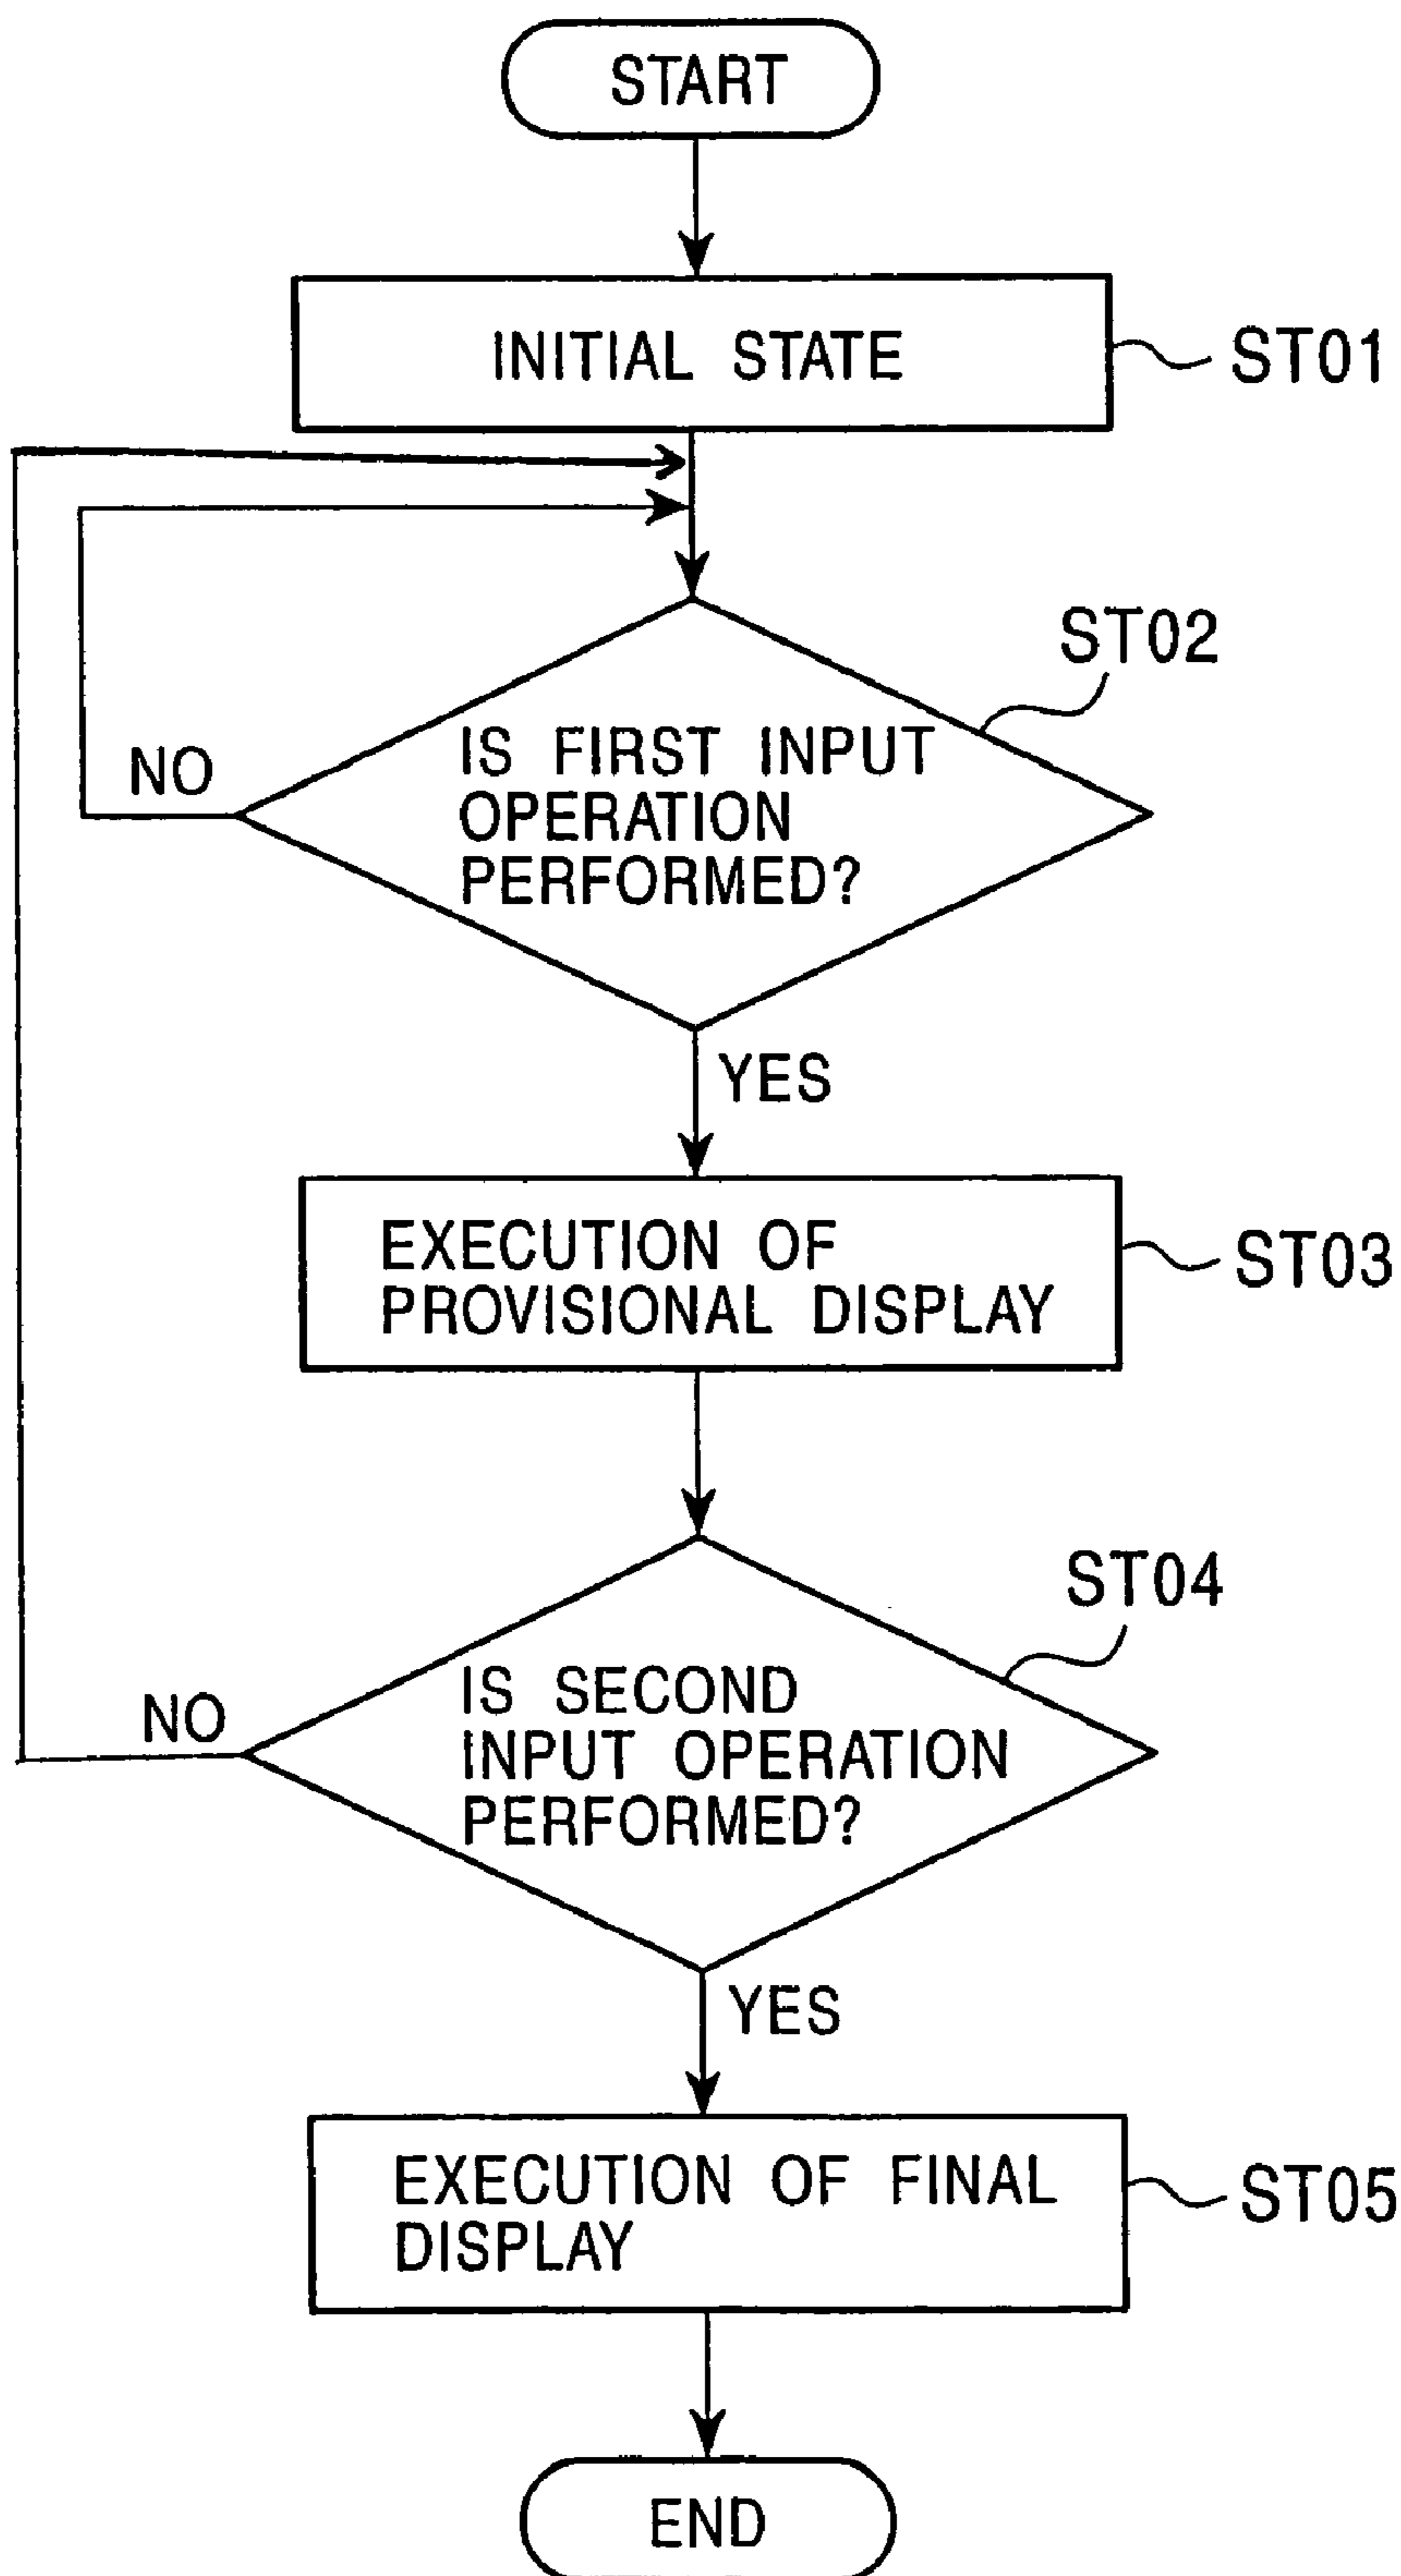 START
INITIAL STATE
ST01
ST02
NO
IS FIRST INPUT
OPERATION
PERFORMED?
YES
EXECUTION OF
PROVISIONAL DISPLAY
ST03
ST04
NO
IS SECOND
INPUT OPERATION
PERFORMED?
YES
EXECUTION OF FINAL
DISPLAY
ST05
END